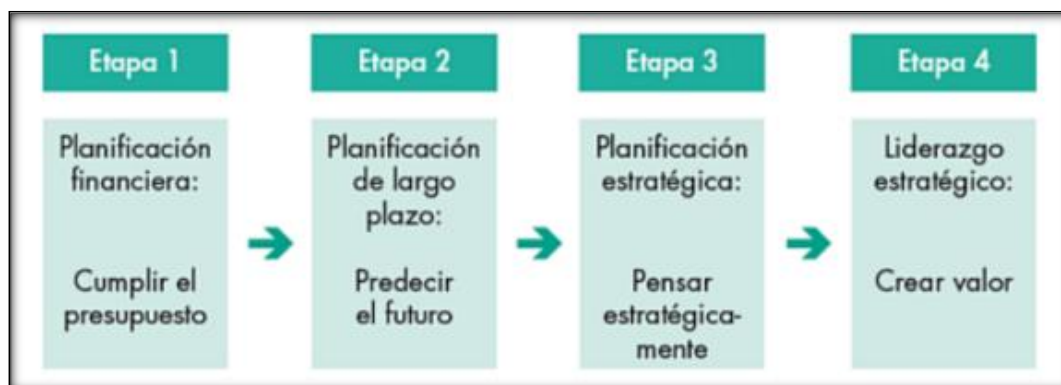 Etapa 1
Planificación
financiera:
Cumplir el
presupuesto
Etapa 2
Planificación
de largo
plazo:
Predecir
el futuro
Etapa 3
Planificación
estratégica:
Pensar
estratégica-
mente
Etapa 4
Liderazgo
estratégico:
Crear valor